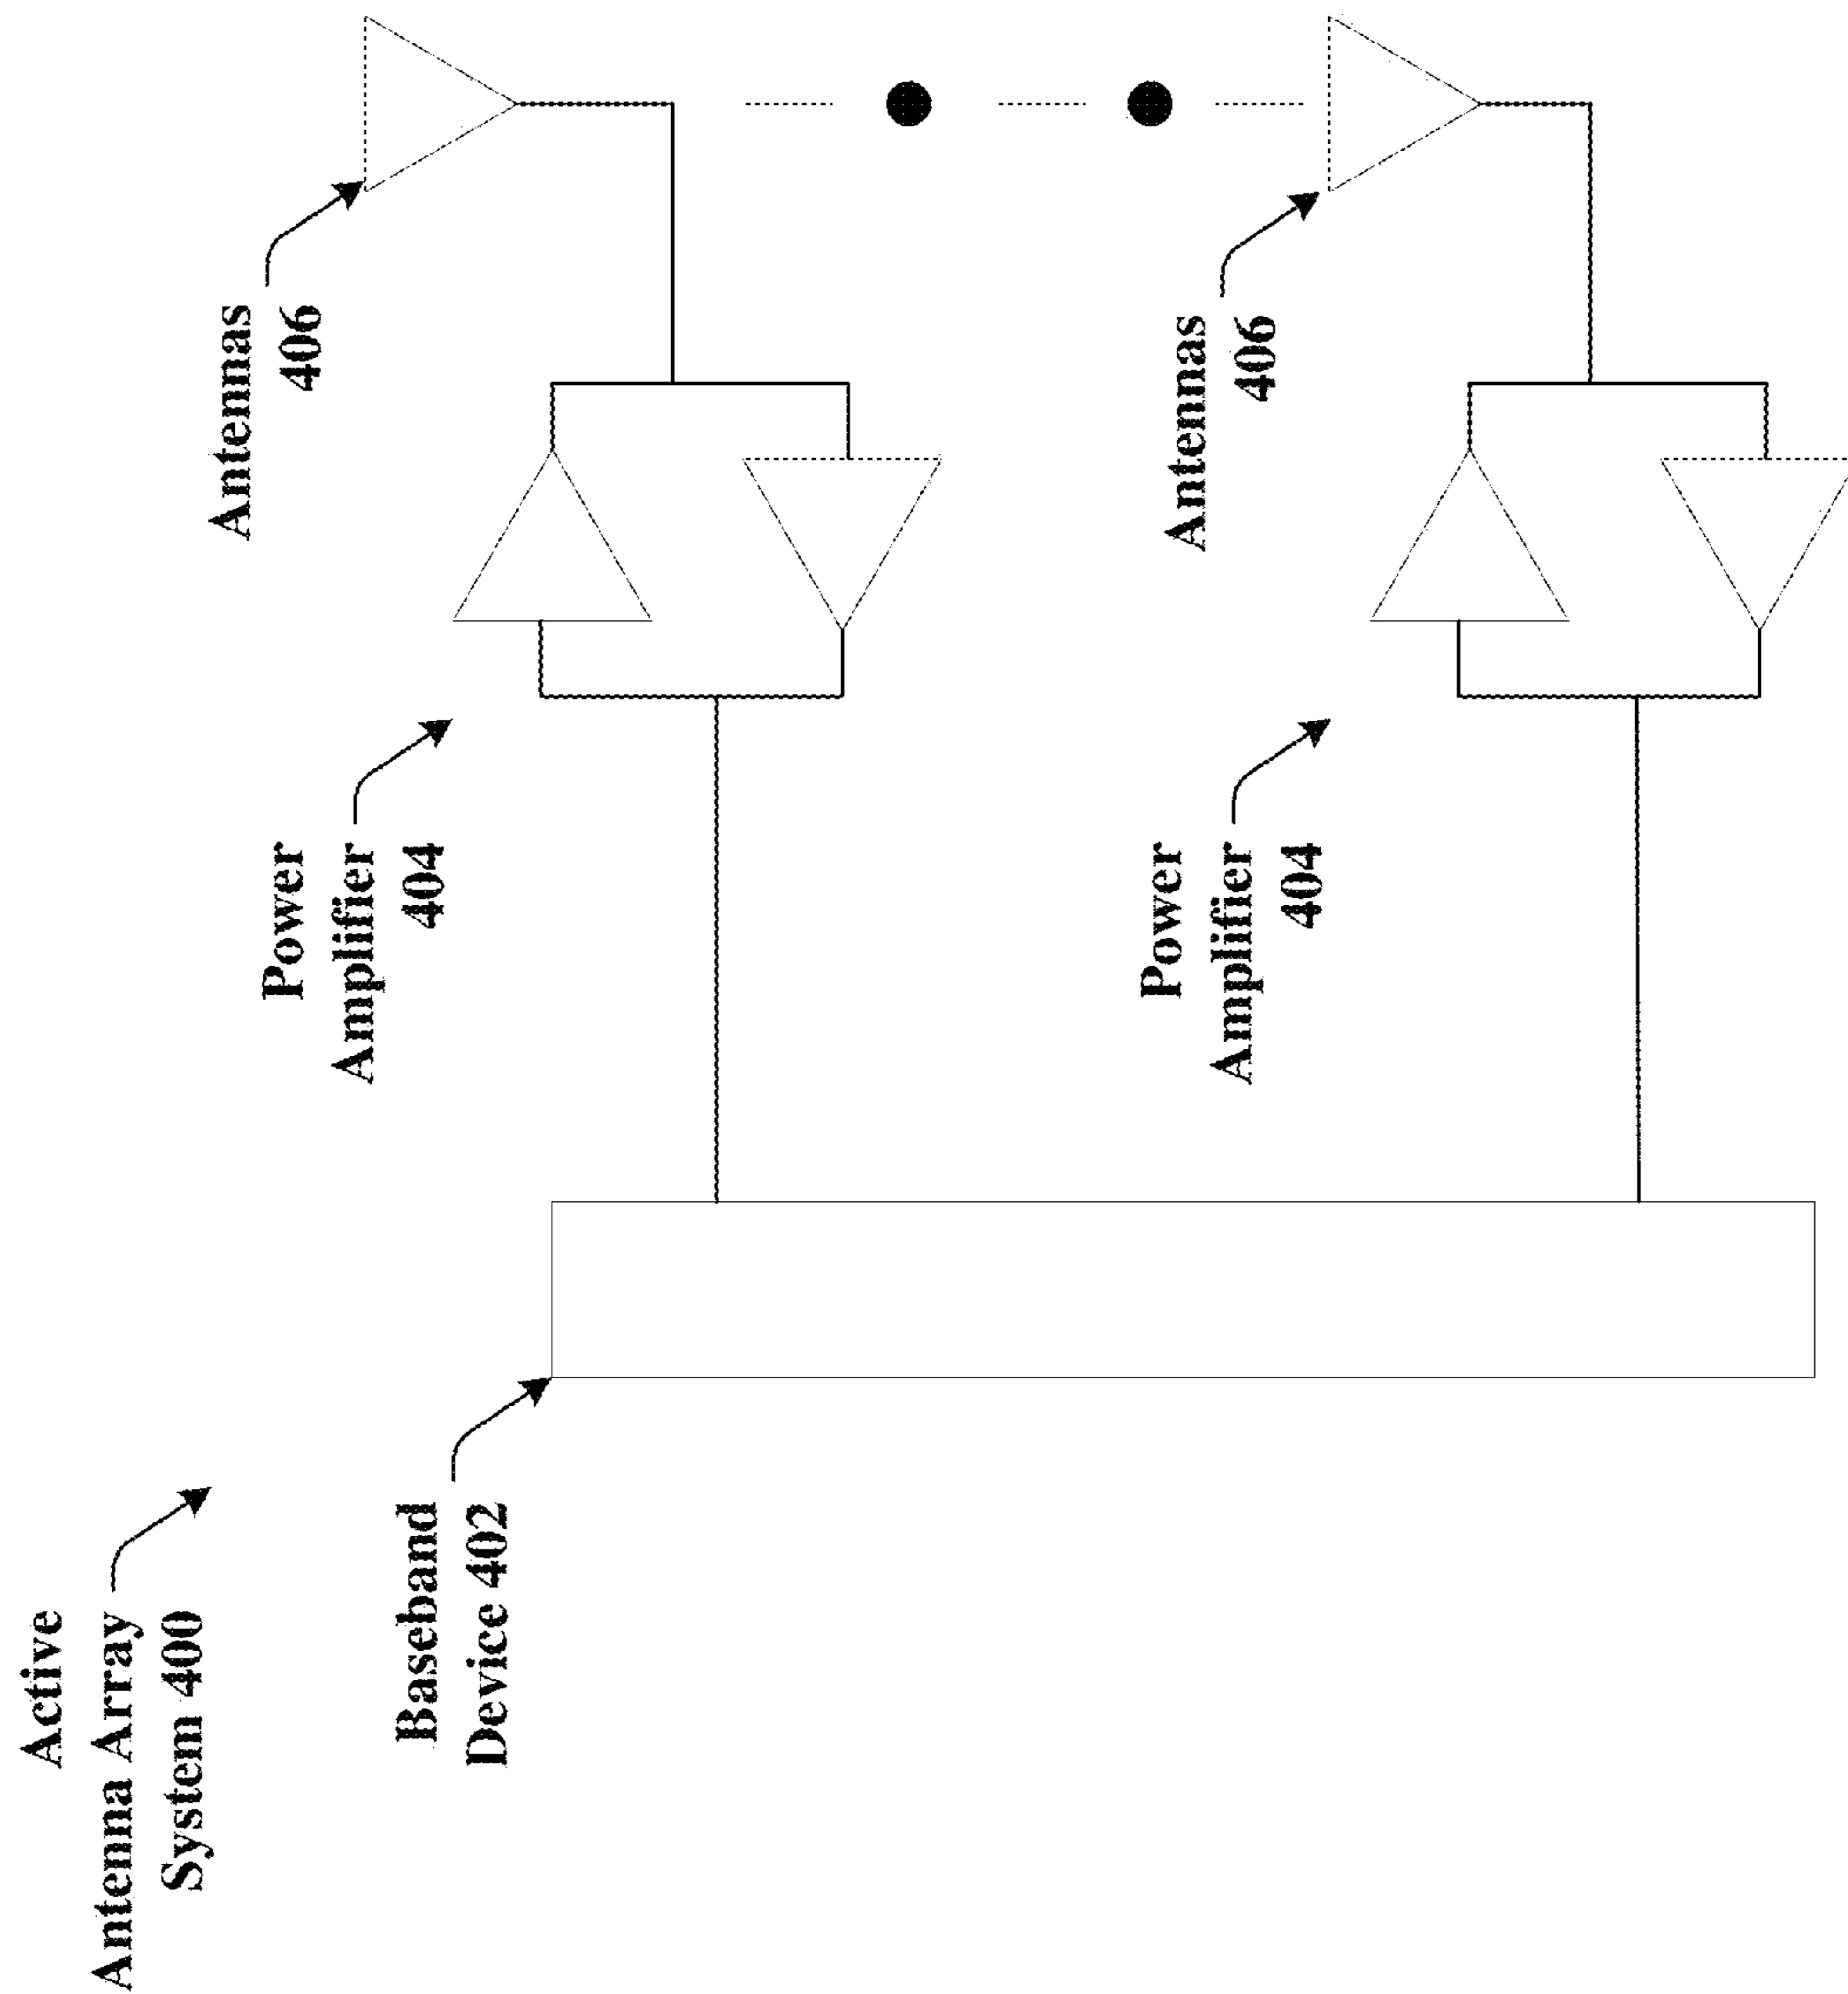 Active
Antenna Array
System 400
Baseband
Device 402
Power
Amplifier
404
Antennas
406
Power
Amplifier
404
Antennas
406